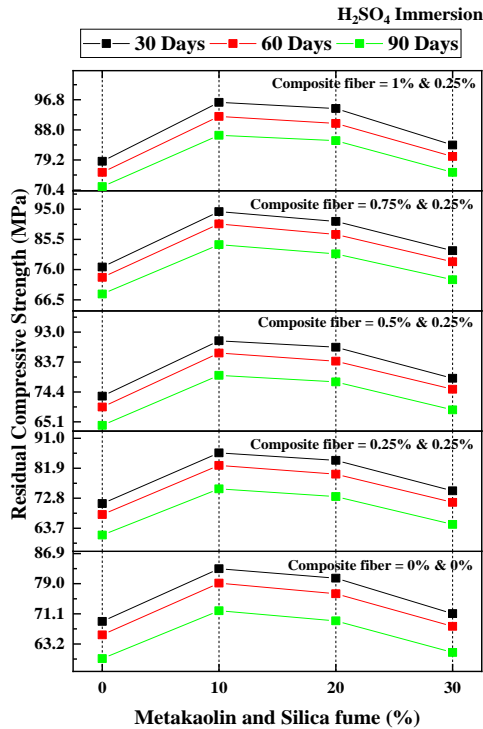 H₂SO₄ Immersion
30 Days 60 Days 90 Days
Composite fiber = 1% & 0.25%
96.8
88.0
79.2
70.4
Composite fiber = 0.75% & 0.25%
95.0
85.5
76.0
66.5
Composite fiber = 0.5% & 0.25%
93.0
83.7
74.4
65.1
Composite fiber = 0.25% & 0.25%
91.0
81.9
72.8
63.7
Composite fiber = 0% & 0%
86.9
79.0
71.1
63.2
Residual Compressive Strength (MPa)
0 10 20 30
Metakaolin and Silica fume (%)